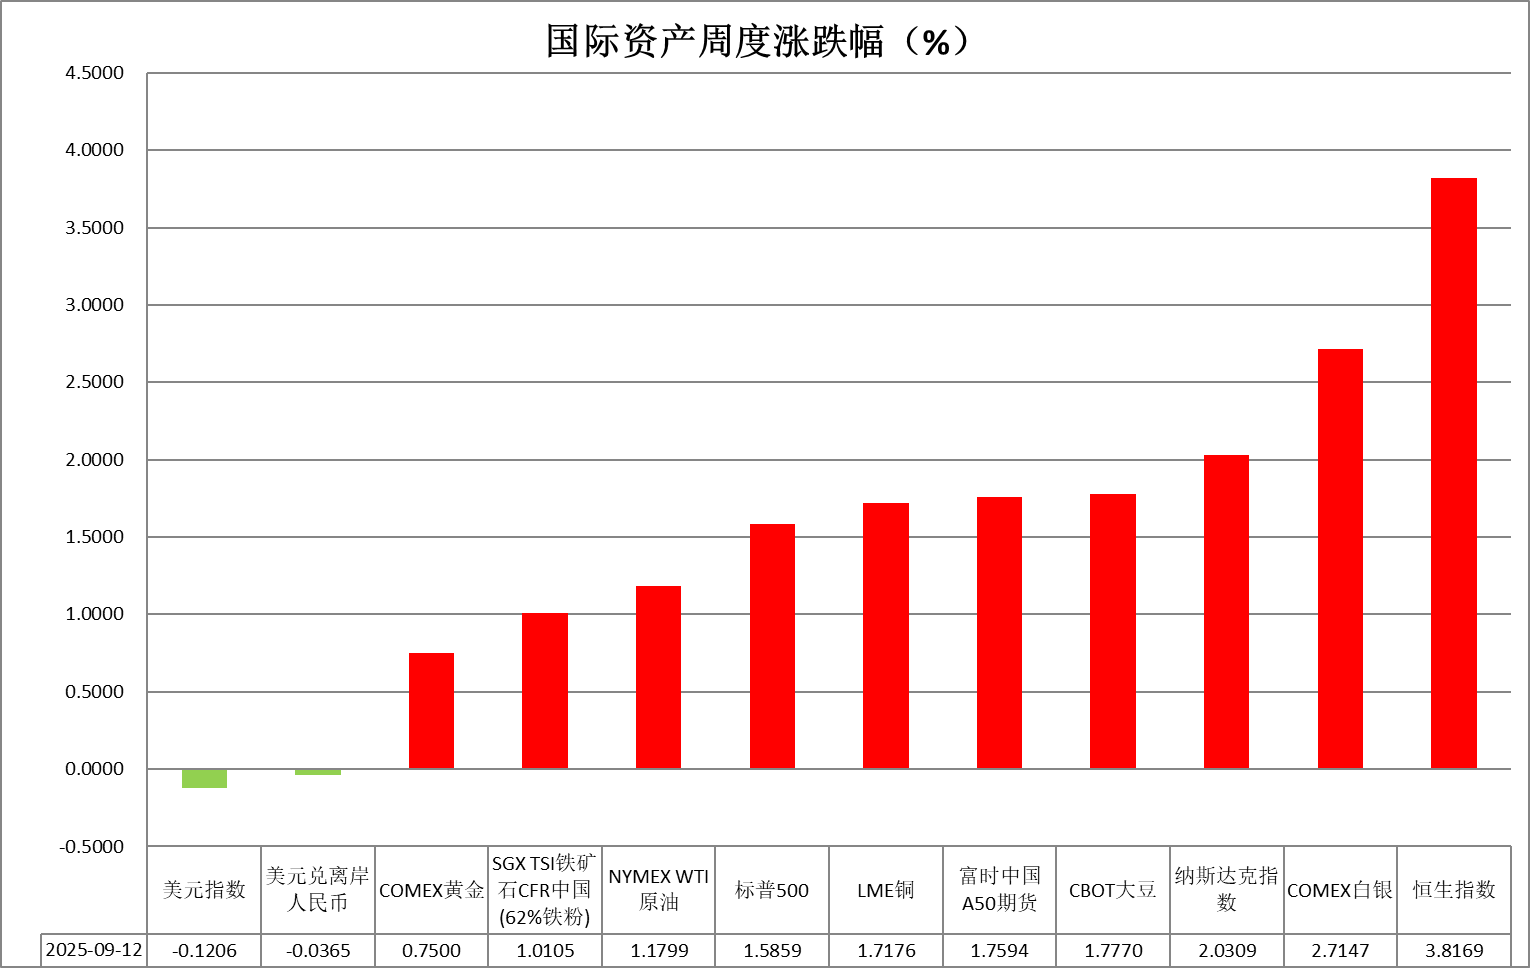 国际资产周度涨跌幅（%）
4.5000
4.0000
3.5000
3.0000
2.5000
2.0000
1.5000
1.0000
0.5000
0.0000
-0.5000
美元指数
美元兑离岸
人民币
COMEX黄金
SGX TSI铁矿
石CFR中国
(62%铁粉)
NYMEX WTI
原油
标普500
LME铜
富时中国
A50期货
CBOT大豆
纳斯达克指
数
COMEX白银
恒生指数
2025-09-12 -0.1206 -0.0365 0.7500 1.0105 1.1799 1.5859 1.7176 1.7594 1.7770 2.0309 2.7147 3.8169